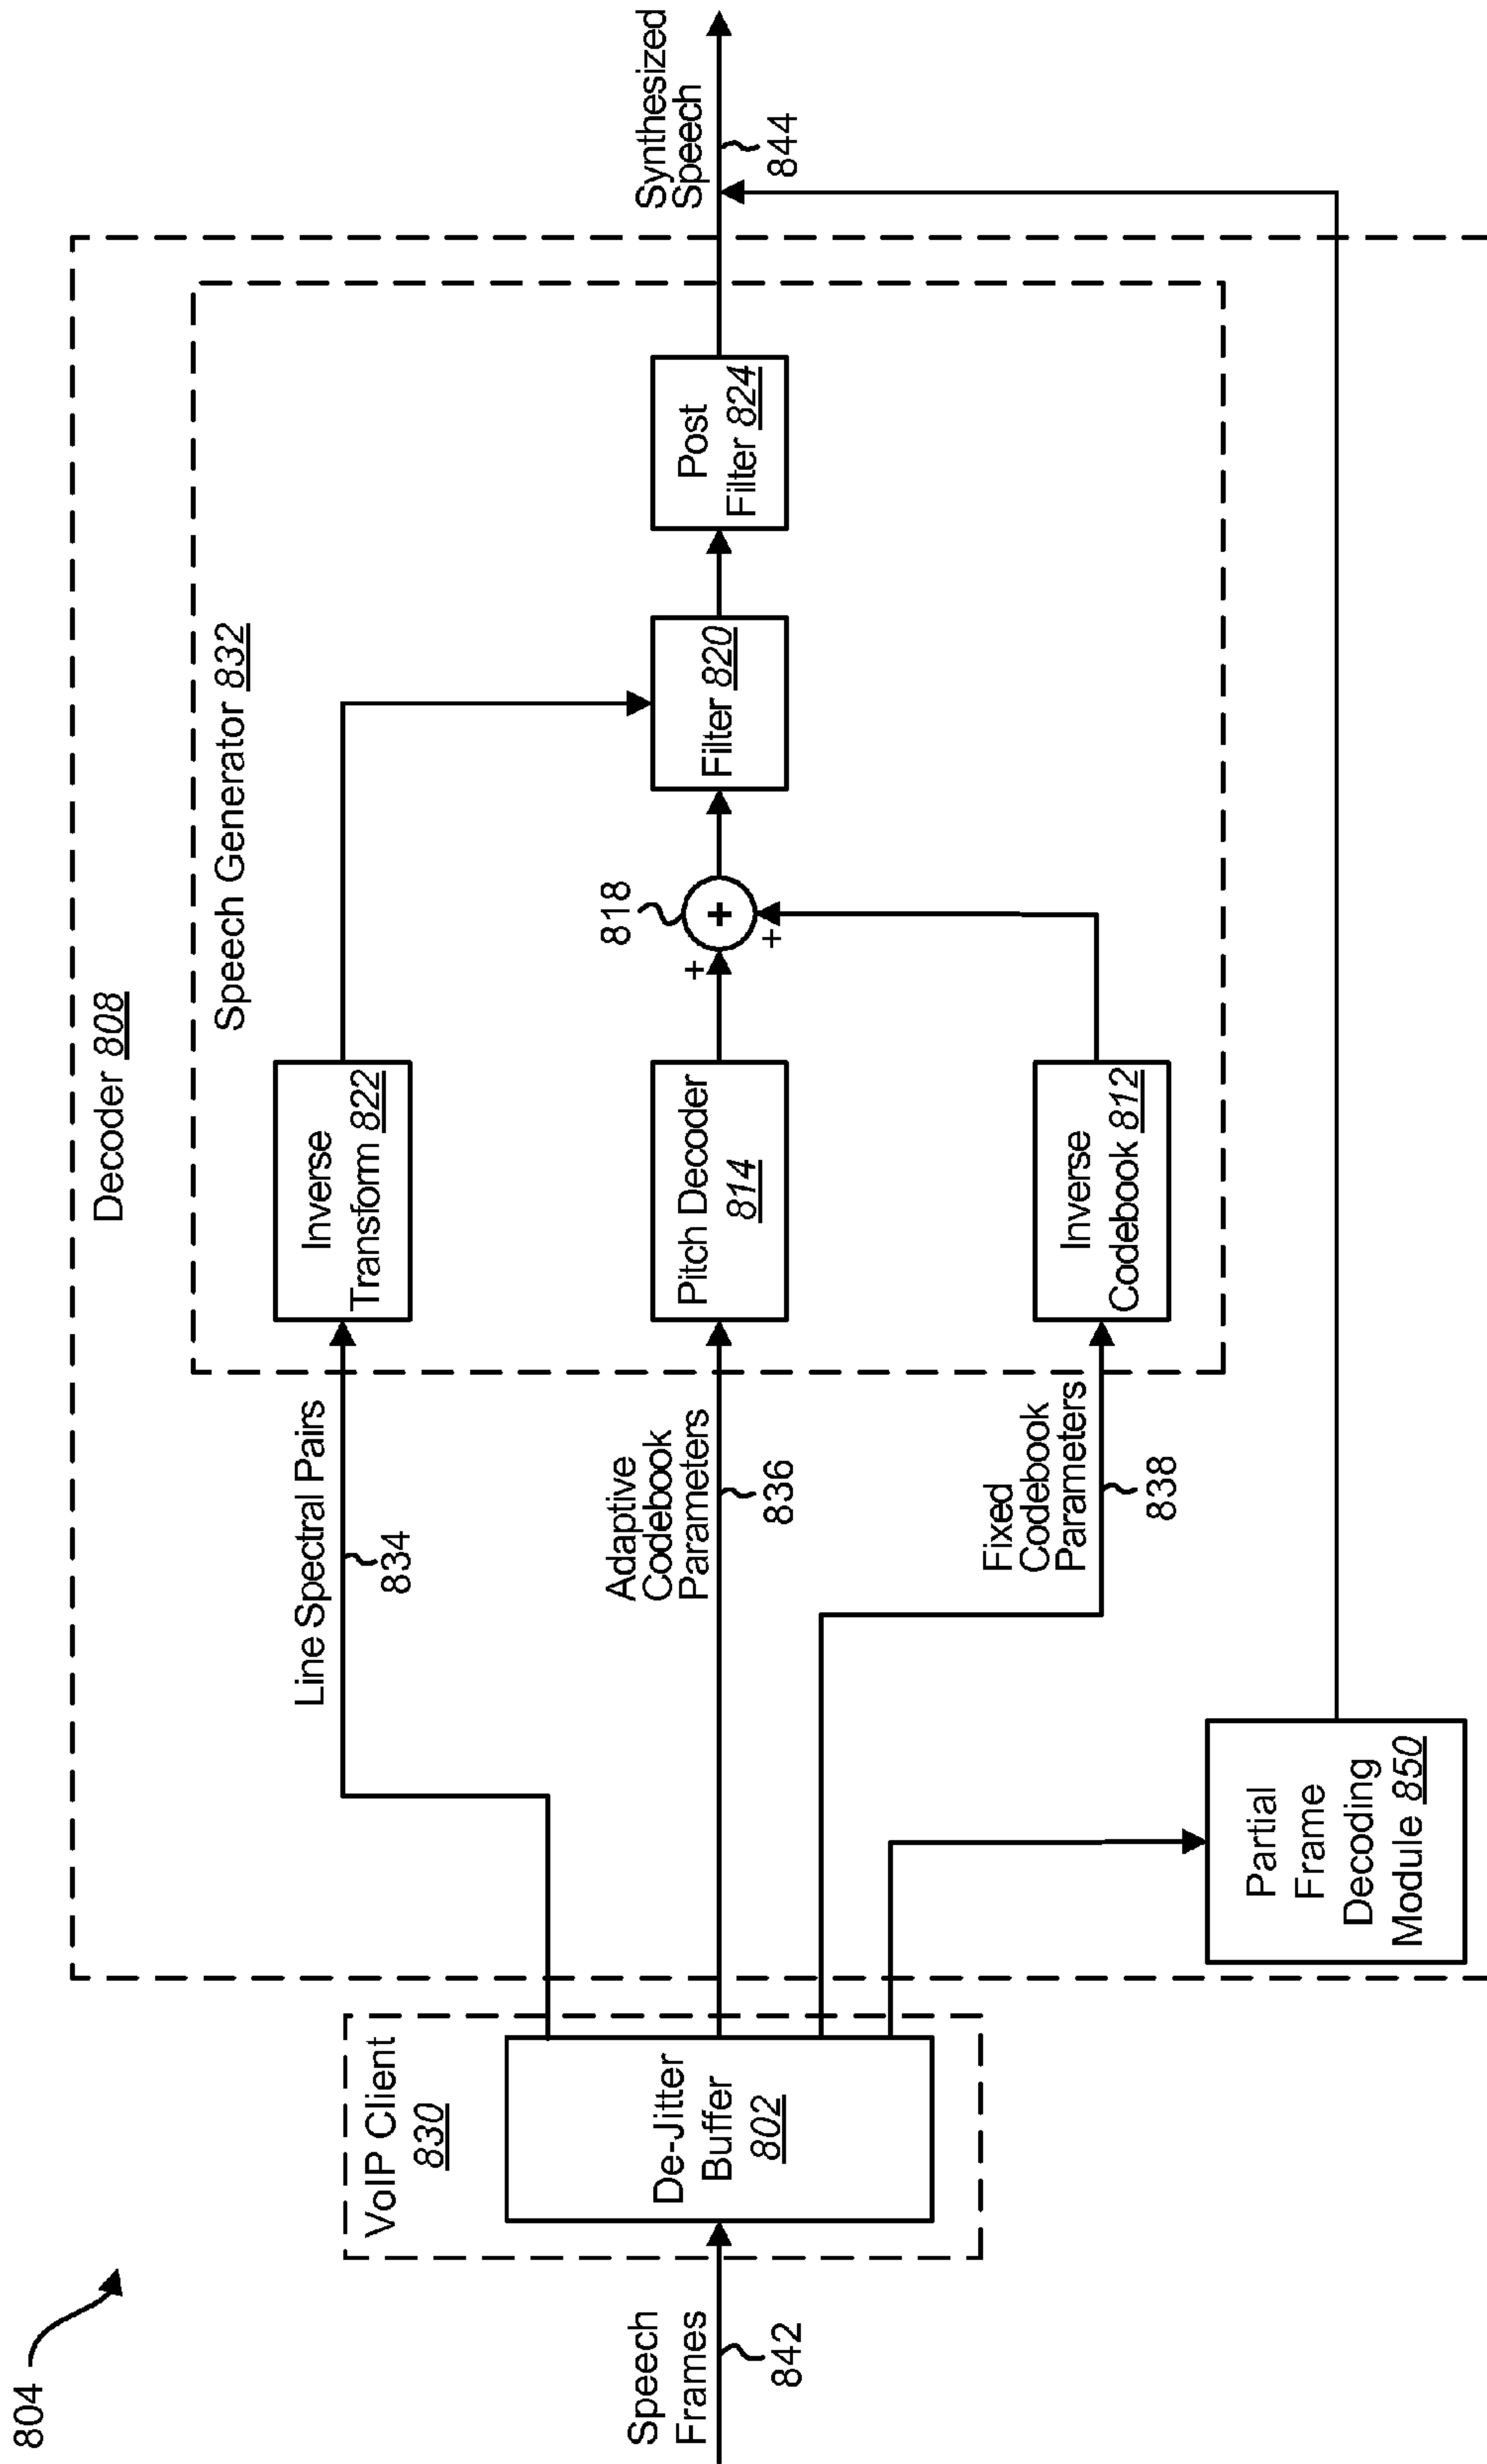 804
Speech
Frames
842
VoIP Client
830
De-Jitter
Buffer
802
Decoder 808
Line Spectral Pairs
834
Adaptive
Codebook
Parameters
836
Fixed
Codebook
Parameters
838
Partial
Frame
Decoding
Module 850
Speech Generator 832
Inverse
Transform 822
Pitch Decoder
814
Inverse
Codebook 812
818
+
+
+
Filter 820
Post
Filter 824
Synthesized
Speech
844